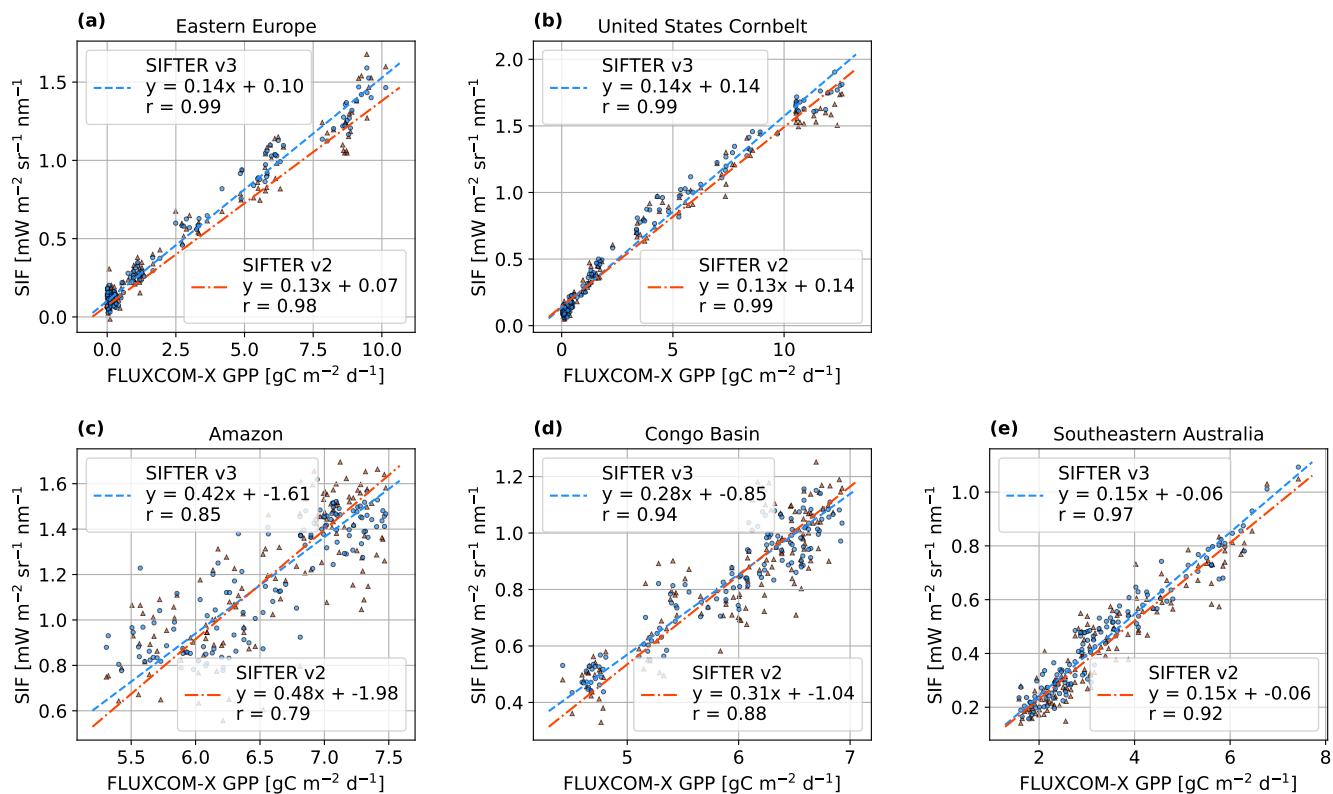 (a)
Eastern Europe
SIFTER v3
y = 0.14x + 0.10
r = 0.99
SIFTER v2
y = 0.13x + 0.07
r = 0.98
SIF [mW m⁻² sr⁻¹ nm⁻¹]
1.5
1.0
0.5
0.0
0.0 2.5 5.0 7.5 10.0
FLUXCOM-X GPP [gC m⁻² d⁻¹]
(b)
United States Cornbelt
SIFTER v3
y = 0.14x + 0.14
r = 0.99
SIFTER v2
y = 0.13x + 0.14
r = 0.99
SIF [mW m⁻² sr⁻¹ nm⁻¹]
2.0
1.5
1.0
0.5
0.0
0 5 10
FLUXCOM-X GPP [gC m⁻² d⁻¹]
(c)
Amazon
SIFTER v3
y = 0.42x + -1.61
r = 0.85
SIFTER v2
y = 0.48x + -1.98
r = 0.79
SIF [mW m⁻² sr⁻¹ nm⁻¹]
1.6
1.4
1.2
1.0
0.8
0.6
5.5 6.0 6.5 7.0 7.5
FLUXCOM-X GPP [gC m⁻² d⁻¹]
(d)
Congo Basin
SIFTER v3
y = 0.28x + -0.85
r = 0.94
SIFTER v2
y = 0.31x + -1.04
r = 0.88
SIF [mW m⁻² sr⁻¹ nm⁻¹]
1.2
1.0
0.8
0.6
0.4
5 6 7
FLUXCOM-X GPP [gC m⁻² d⁻¹]
(e)
Southeastern Australia
SIFTER v3
y = 0.15x + -0.06
r = 0.97
SIFTER v2
y = 0.15x + -0.06
r = 0.92
SIF [mW m⁻² sr⁻¹ nm⁻¹]
1.0
0.8
0.6
0.4
0.2
2 4 6 8
FLUXCOM-X GPP [gC m⁻² d⁻¹]